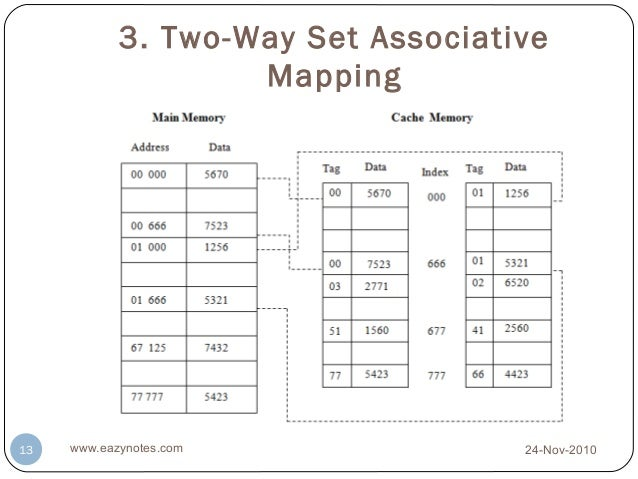 3. Two-Way Set Associative
Mapping
Main Memory
Cache Memory
Address Data
00 000 5670
00 666 7523
01 000 1256
01 666 5321
67 125 7432
77 777 5423
Tag Data Index Tag Data
00 5670 000 01 1256
00 7523 666 01 5321
03 2771 02 6520
51 1560 677 41 2560
77 5423 777 66 4423
13
www.eazynotes.com
24-Nov-2010